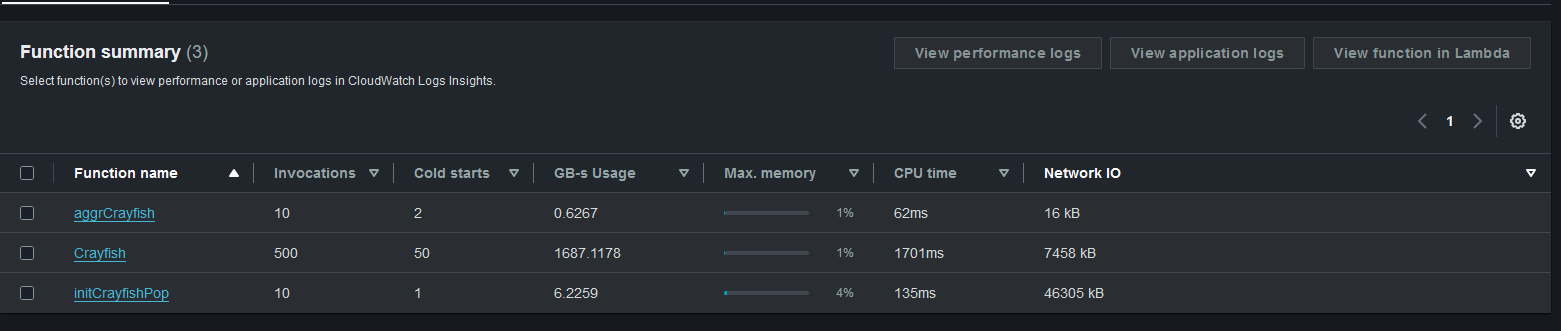 Function summary (3)
View performance logs View application logs View function in Lambda
Select function(s) to view performance or application logs in CloudWatch Logs Insights.
1
Function name Invocations Cold starts GB-s Usage Max. memory CPU time Network IO
aggrCrayfish 10 2 0.6267 1% 62ms 16 kB
Crayfish 500 50 1687.1178 1% 1701ms 7458 kB
initCrayfishPop 10 1 6.2259 4% 135ms 46305 kB